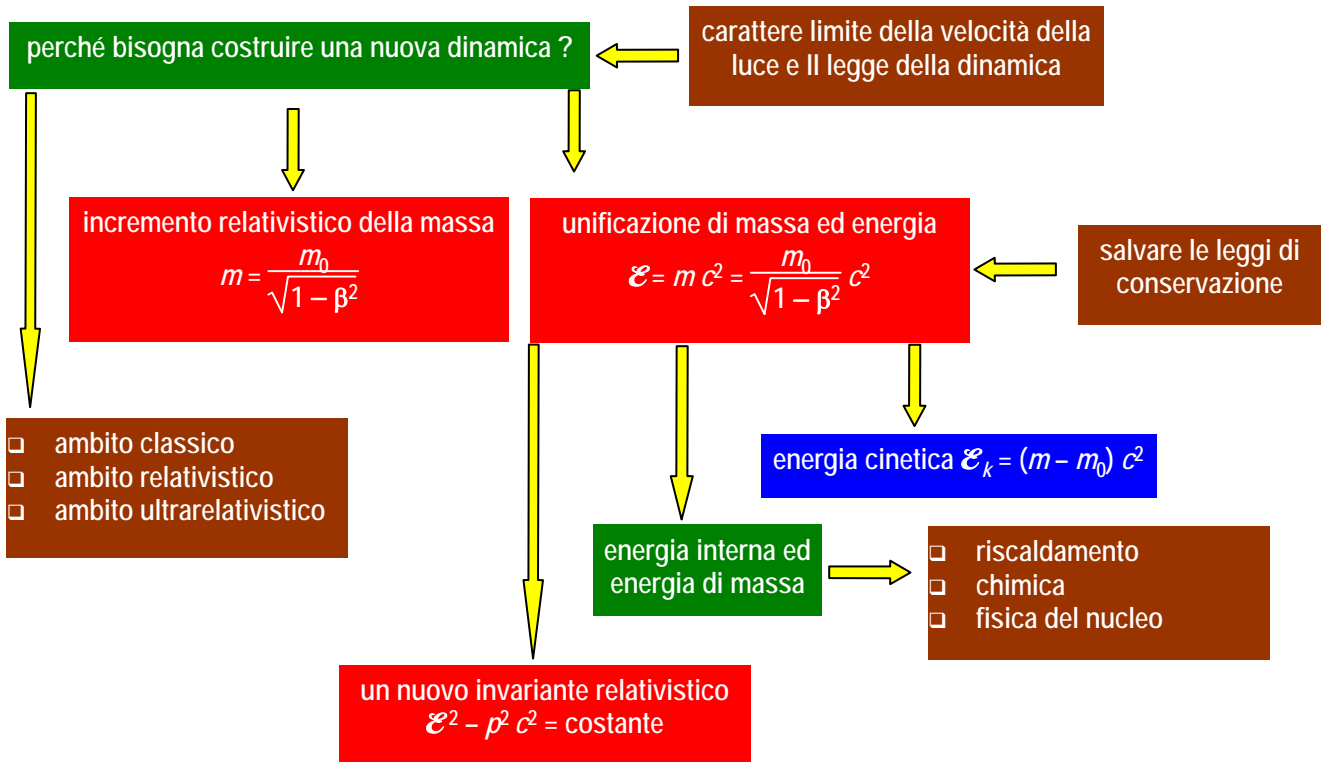 perché bisogna costruire una nuova dinamica ?
carattere limite della velocità della
luce e II legge della dinamica
incremento relativistico della massa
m = m₀ / √(1 – β²)
unificazione di massa ed energia
ℰ = m c² = m₀ / √(1 – β²) c²
salvare le leggi di
conservazione
❑ ambito classico
❑ ambito relativistico
❑ ambito ultrarelativistico
energia cinetica ℰₖ = (m – m₀) c²
energia interna ed
energia di massa
❑ riscaldamento
❑ chimica
❑ fisica del nucleo
un nuovo invariante relativistico
ℰ² – p² c² = costante